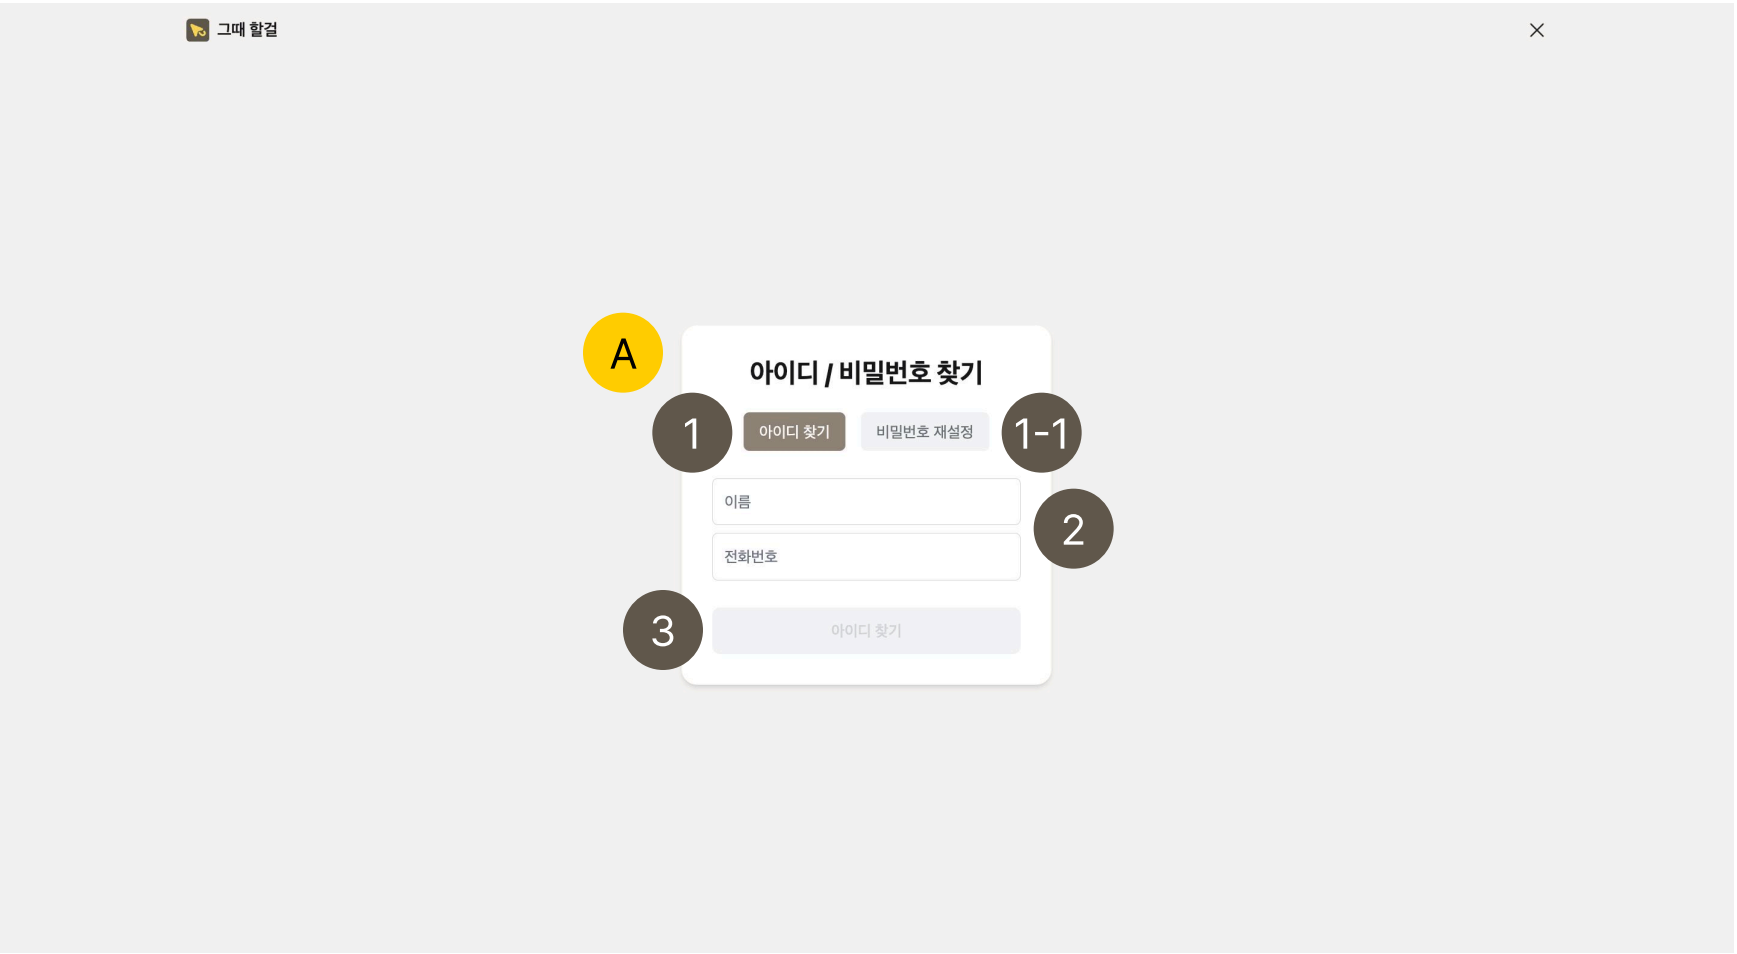 그때 할걸
A
아이디 / 비밀번호 찾기
1
아이디 찾기
비밀번호 재설정
1-1
이름
2
전화번호
3
아이디 찾기